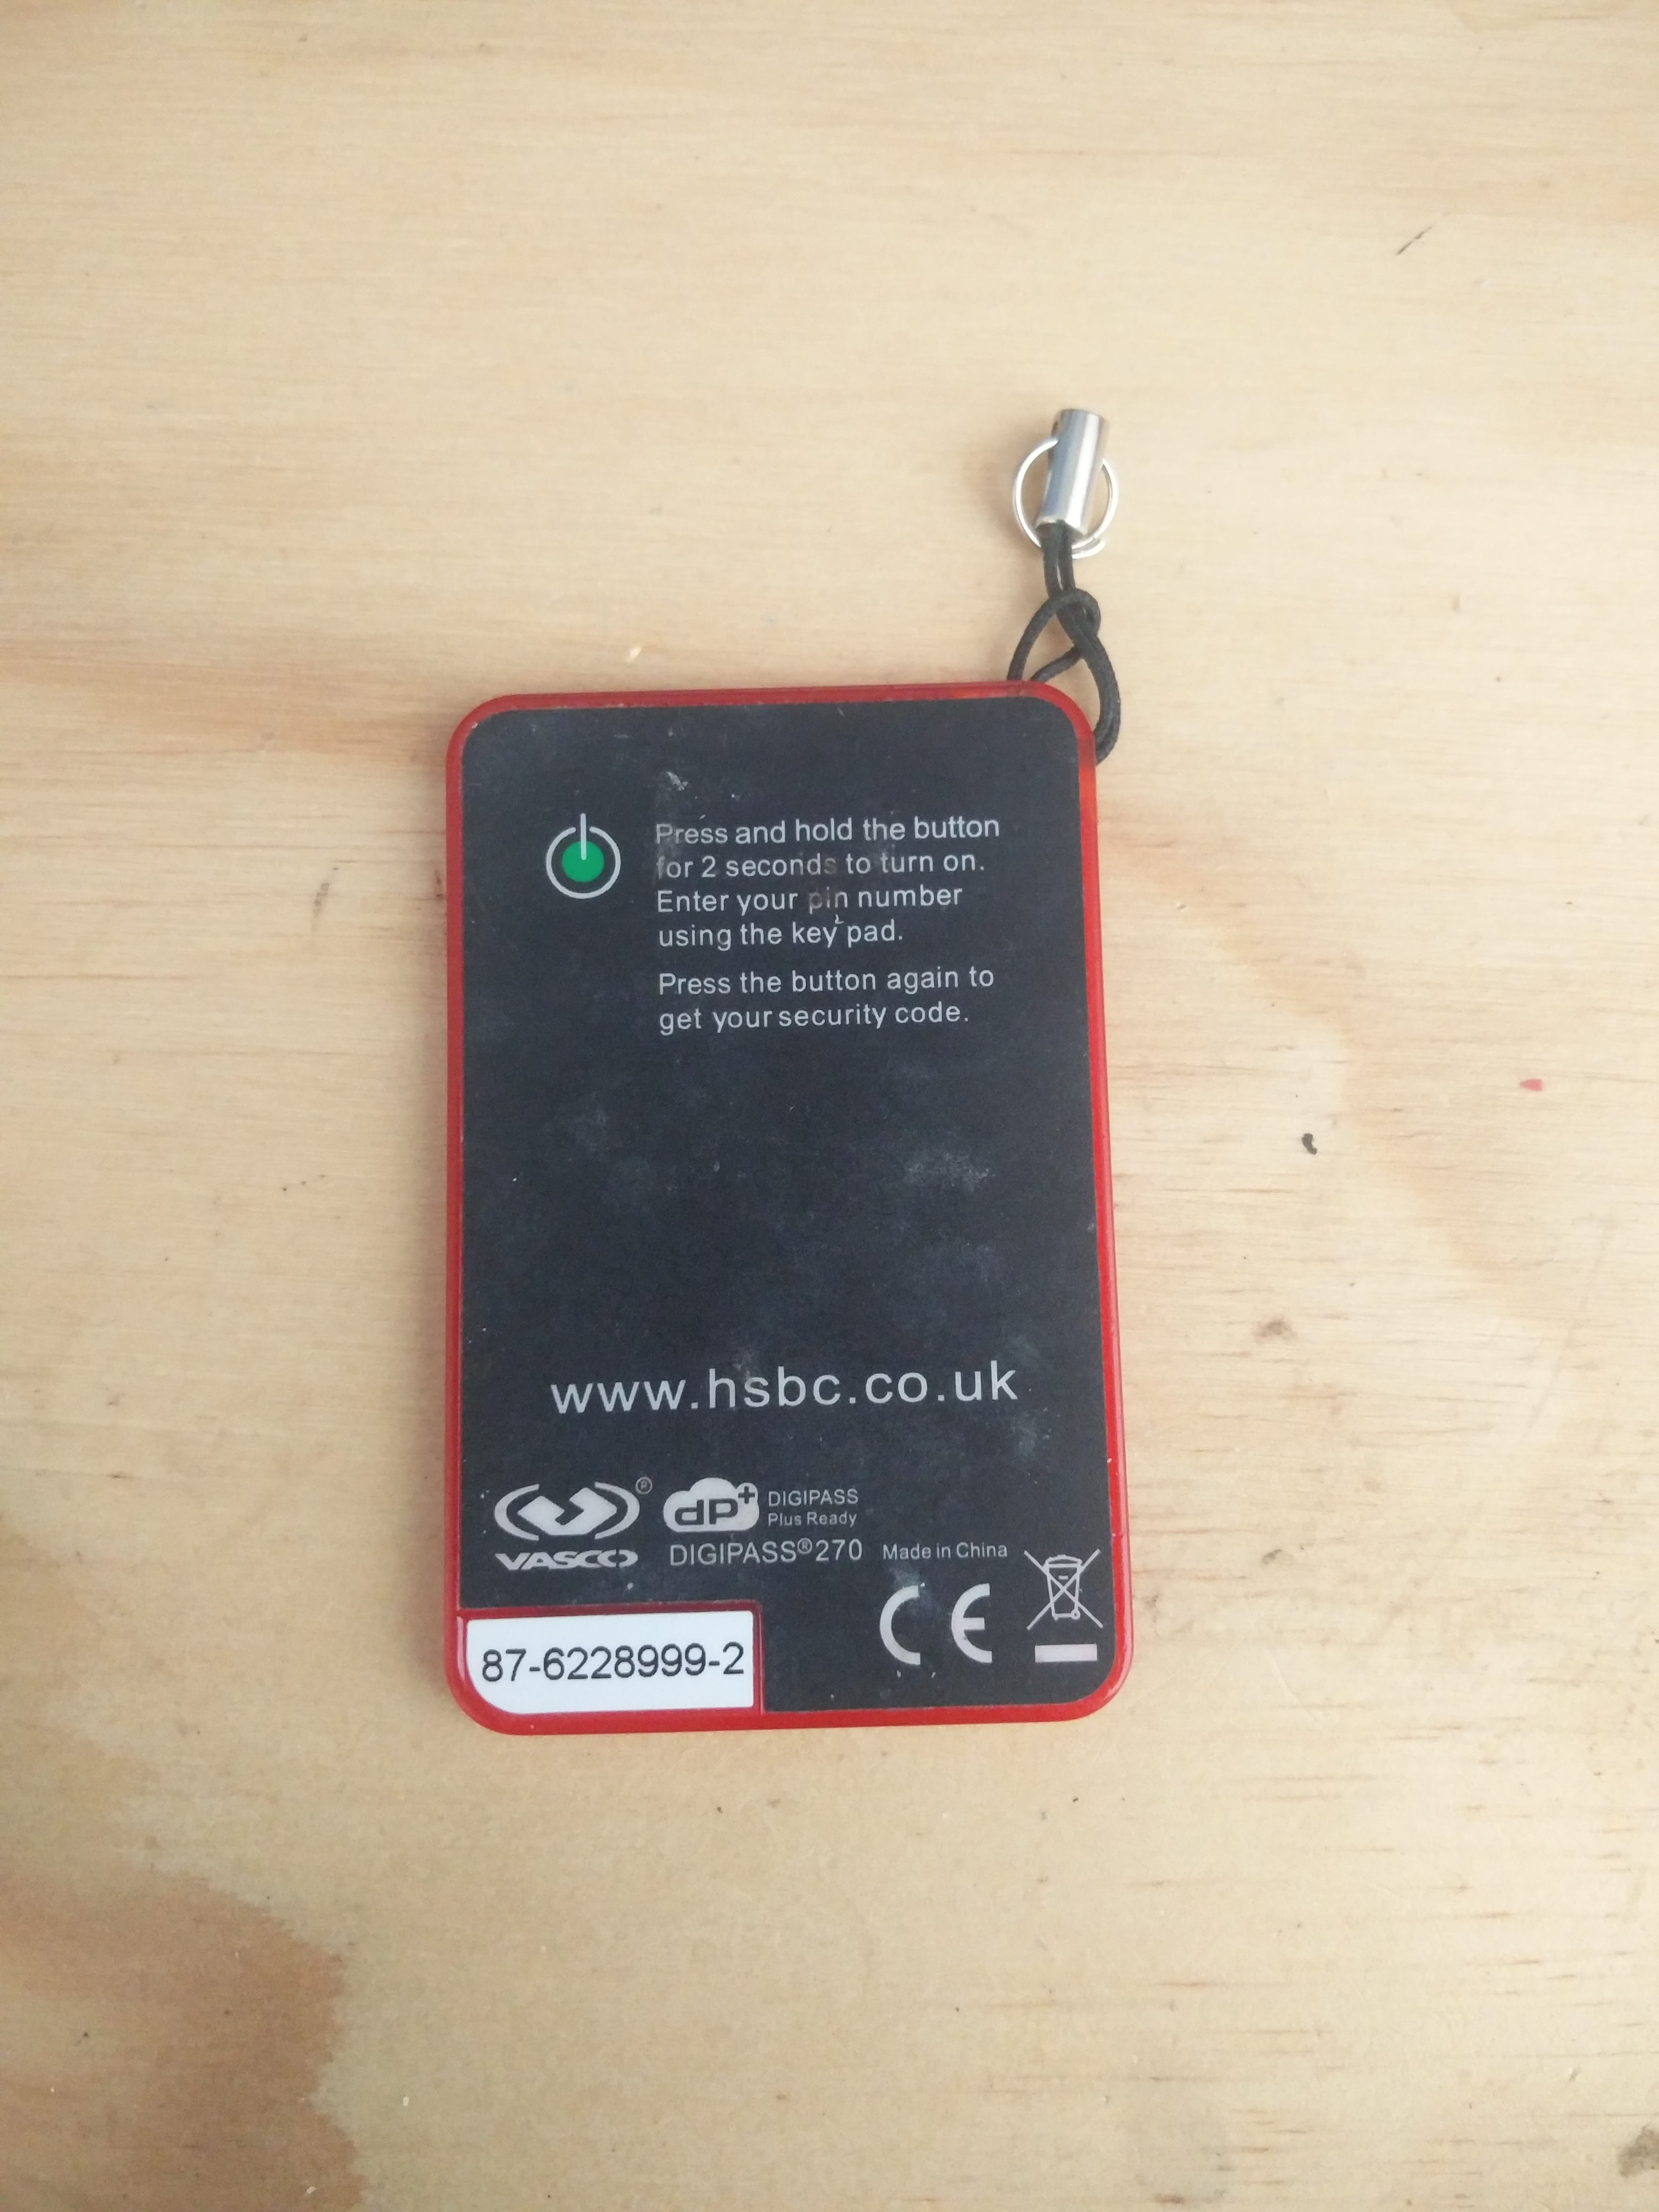 Press and hold the button
for 2 seconds to turn on.
Enter your pin number
using the key pad.
Press the button again to
get your security code.
www.hsbc.co.uk
VASCO ®
dP+ DIGIPASS
Plus Ready
DIGIPASS®270 Made in China
CE
87-6228999-2